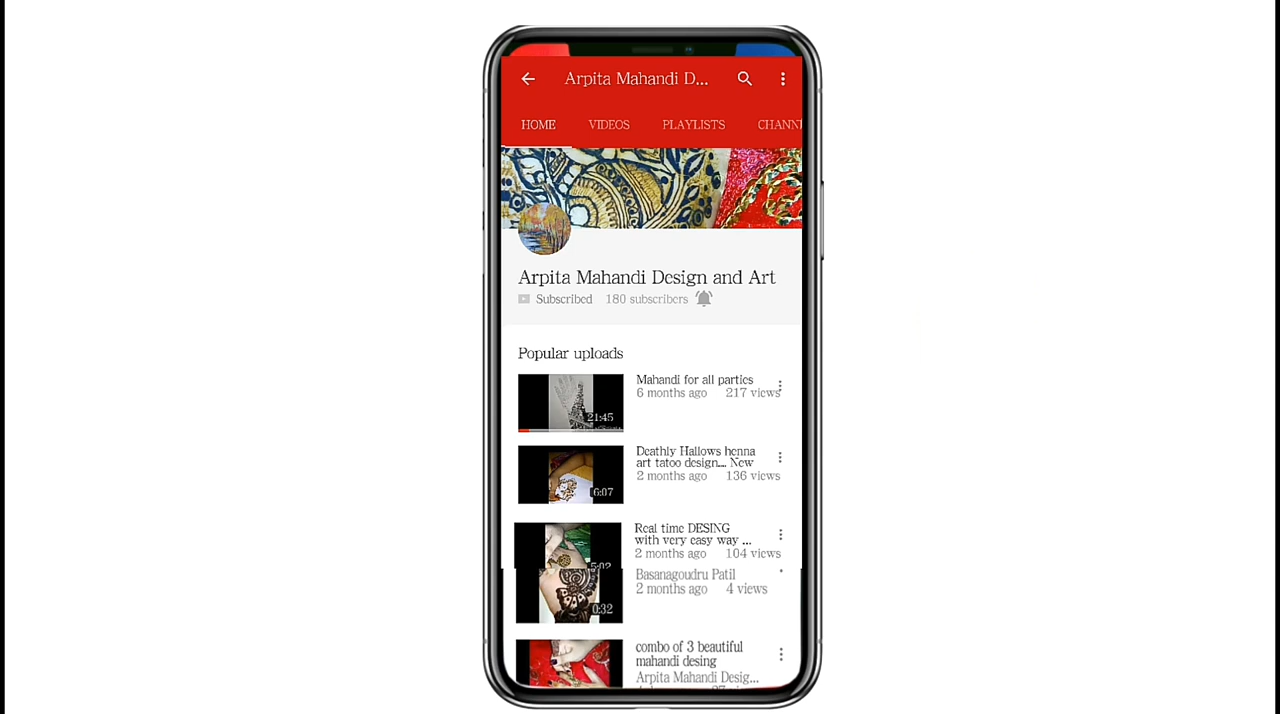 Arpita Mahandi D...
HOME VIDEOS PLAYLISTS CHANN
Arpita Mahandi Design and Art
Subscribed 180 subscribers
Popular uploads
Mahandi for all parties
6 months ago 217 views
21:45
Deathly Hallows henna
art tatoo design.... New
2 months ago 136 views
6:07
Real time DESING
with very easy way ...
2 months ago 104 views
5:02
Basanagoudru Patil
2 months ago 4 views
0:32
combo of 3 beautiful
mahandi desing
Arpita Mahandi Desig...